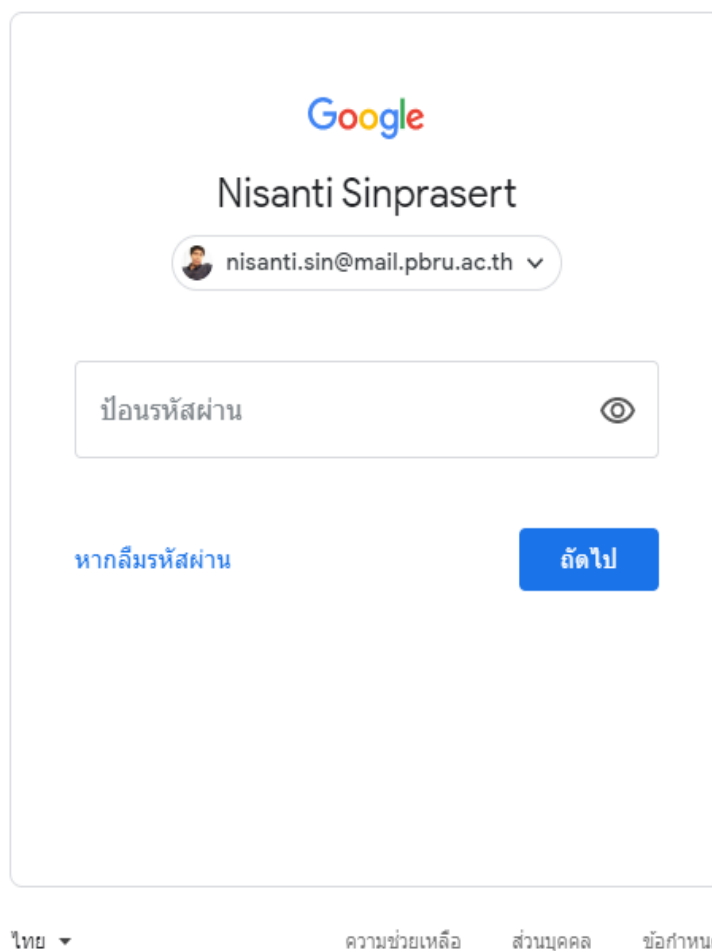 Google
Nisanti Sinprasert
nisanti.sin@mail.pbru.ac.th
ป้อนรหัสผ่าน
หากลืมรหัสผ่าน
ถัดไป
ไทย ความช่วยเหลือ ส่วนบุคคล